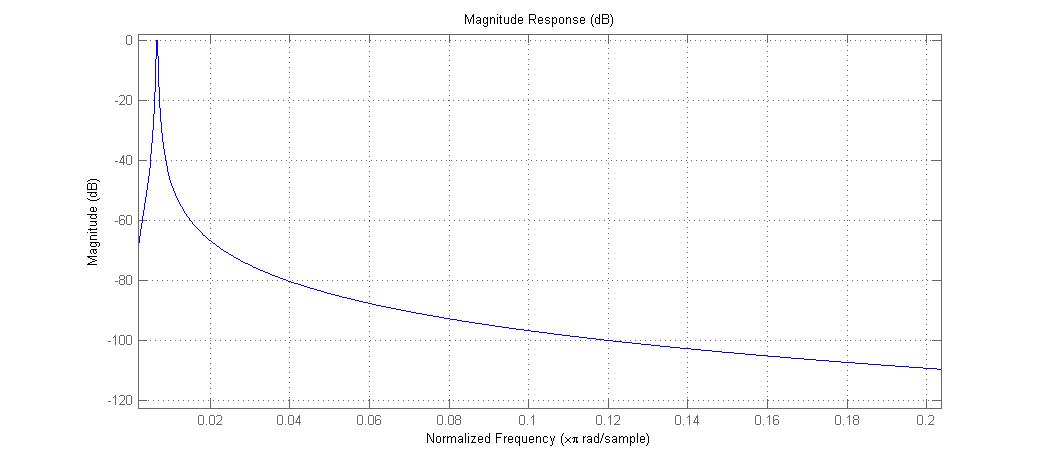 Magnitude Response (dB)
0
-20
-40
-60
-80
-100
-120
Magnitude (dB)
0.02 0.04 0.06 0.08 0.1 0.12 0.14 0.16 0.18 0.2
Normalized Frequency (×π rad/sample)